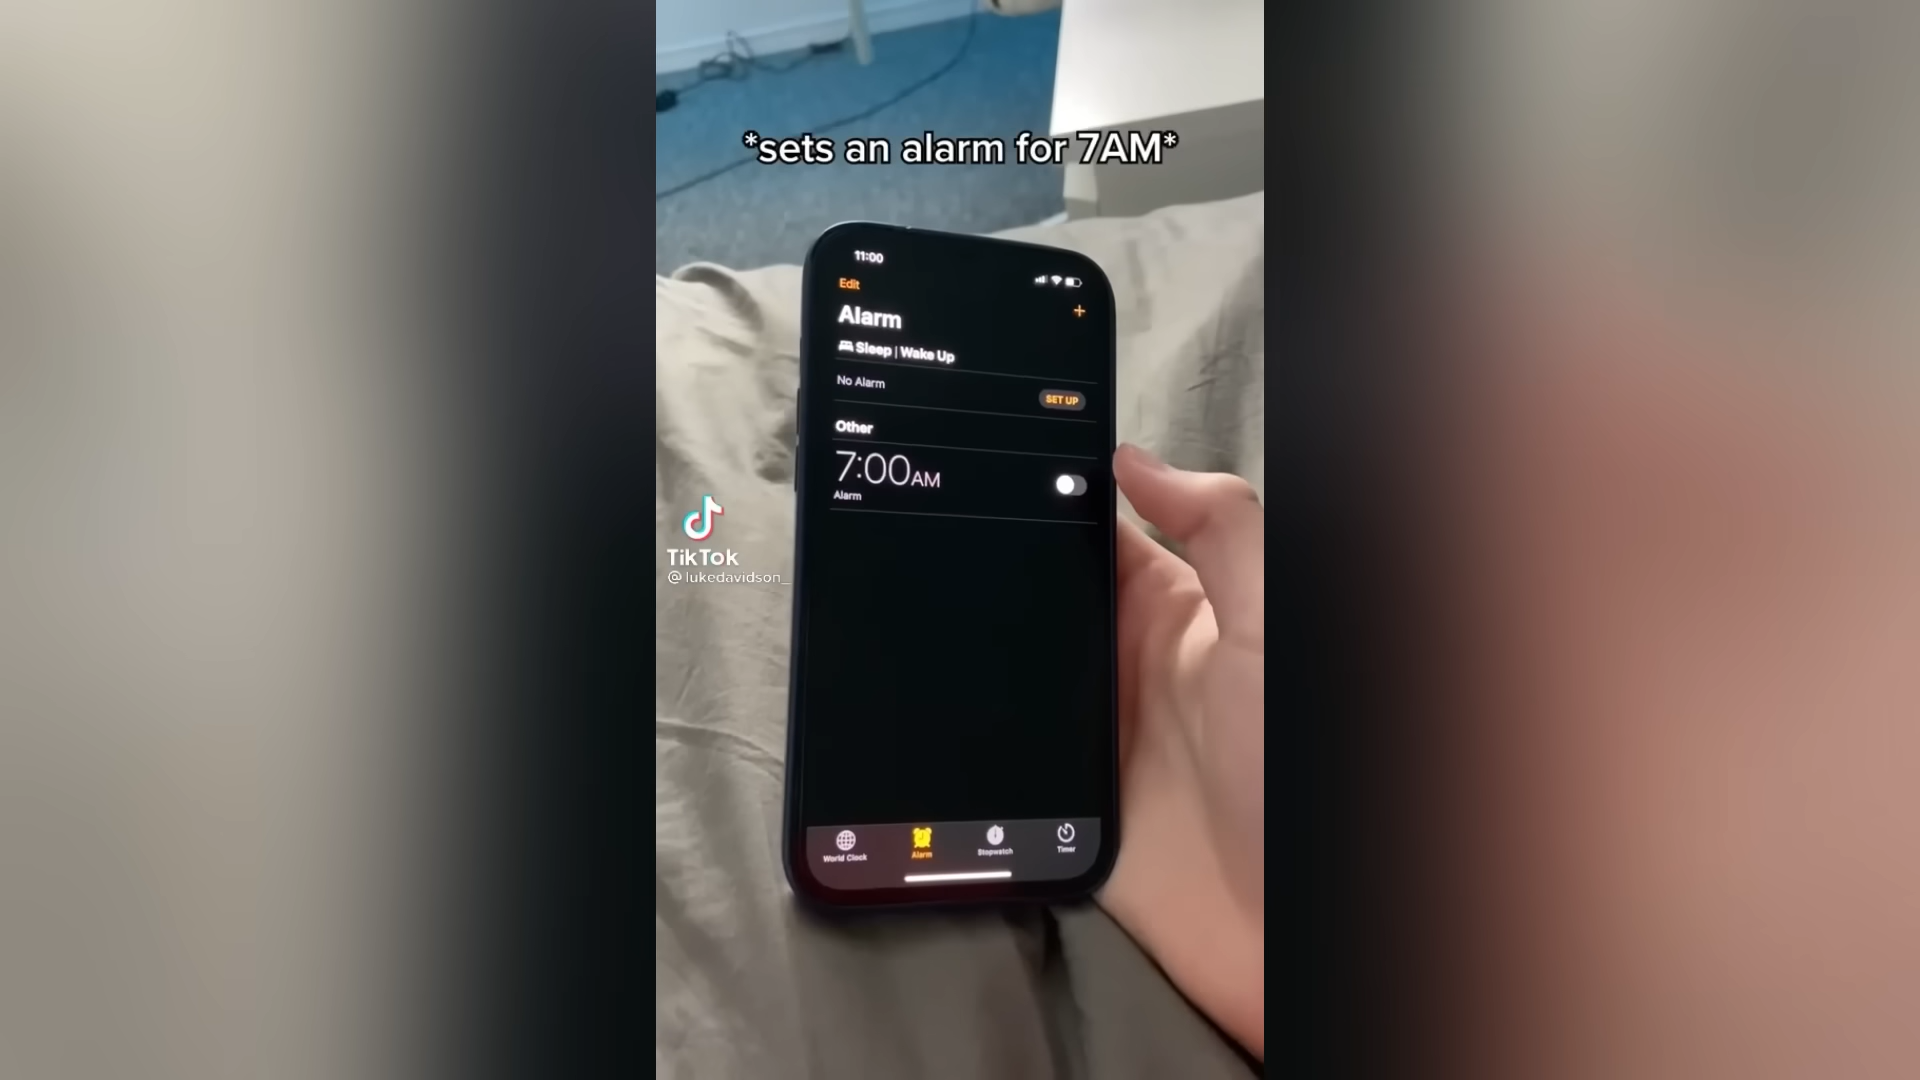 *sets an alarm for 7AM*
11:00
Edit
+
Alarm
Sleep | Wake Up
No Alarm
SET UP
Other
7:00AM
Alarm
TikTok
@lukedavidson_
World Clock
Alarm
Stopwatch
Timer